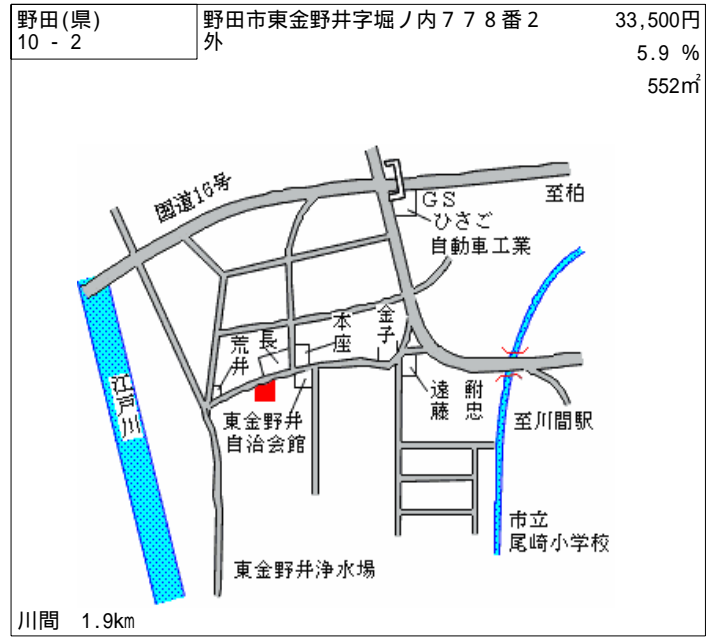 野田(県)
10 - 2
野田市東金野井字堀ノ内７７８番２
外
33,500円
5.9 %
552㎡
国道16号
GS
ひさご
自動車工業
至柏
江戸川
荒井
長
本座
金子
遠藤
尉忠
至川間駅
東金野井
自治会館
市立
尾崎小学校
東金野井浄水場
川間 1.9km